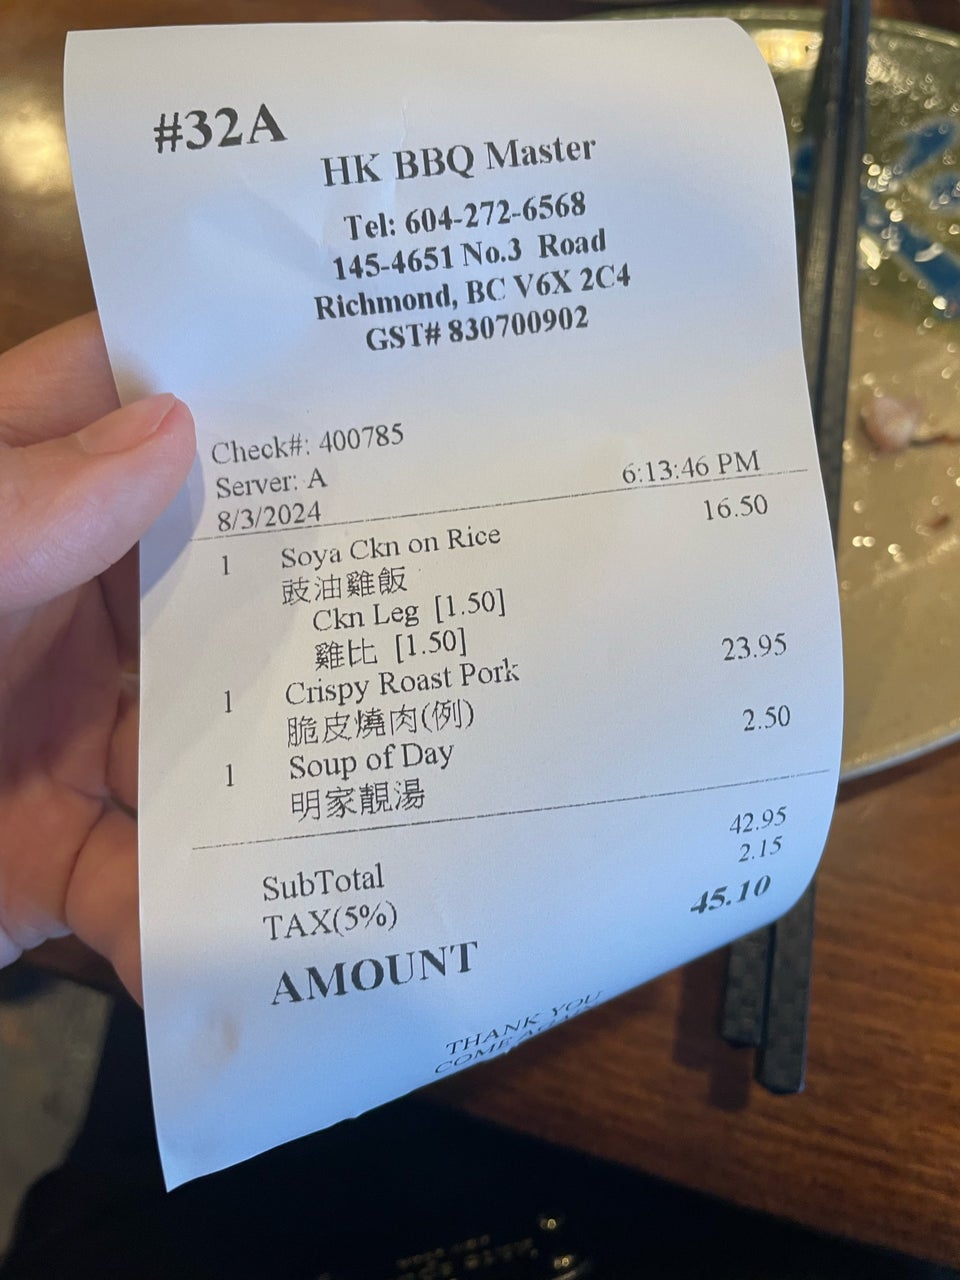 #32A
HK BBQ Master
Tel: 604-272-6568
145-4651 No.3 Road
Richmond, BC V6X 2C4
GST# 830700902
Check#: 400785
Server: A 6:13:46 PM
8/3/2024
1 Soya Ckn on Rice 16.50
豉油雞飯
Ckn Leg [1.50]
雞比 [1.50]
1 Crispy Roast Pork 23.95
脆皮燒肉(例)
1 Soup of Day 2.50
明家靚湯
SubTotal 42.95
TAX(5%) 2.15
AMOUNT 45.10
THANK YOU
COME AGAIN